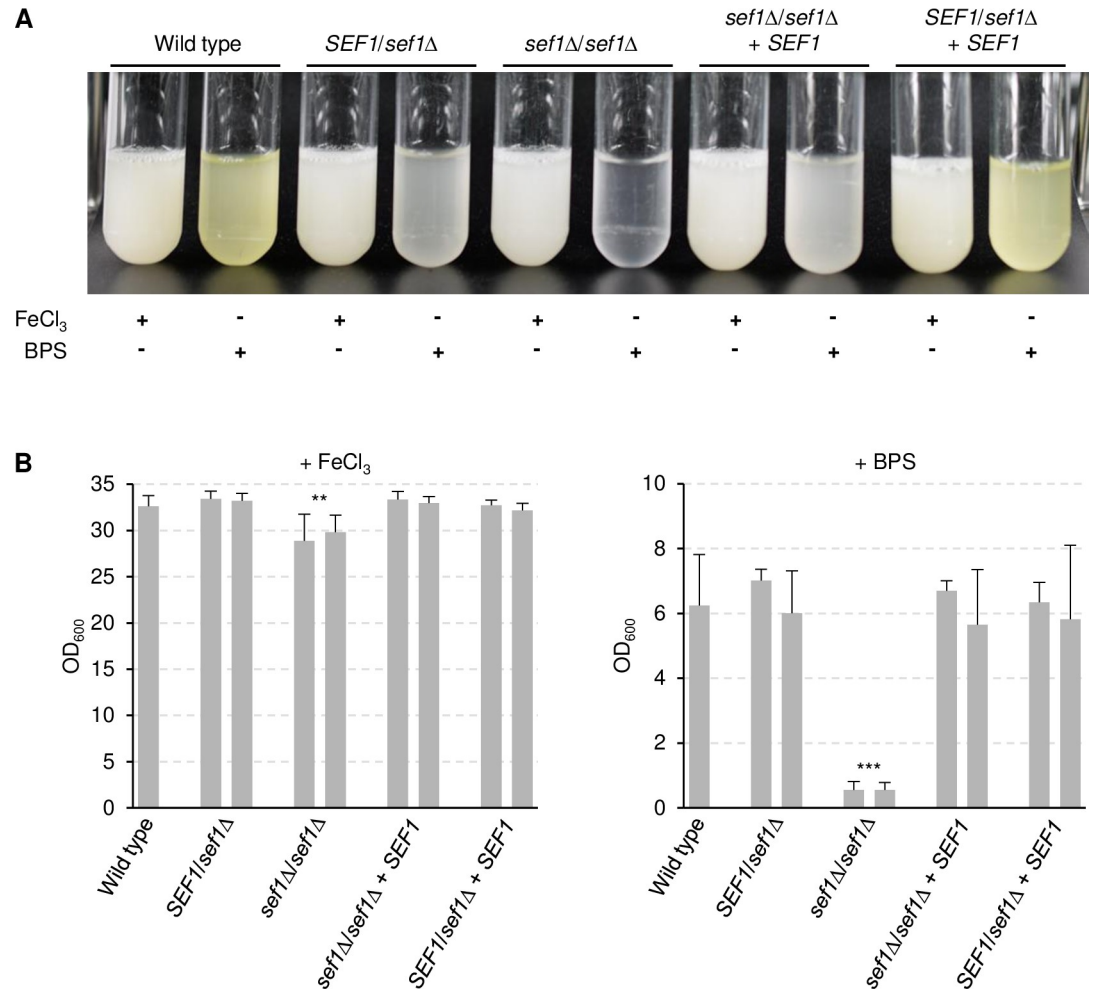 A
Wild type
SEF1/sef1Δ
sef1Δ/sef1Δ
sef1Δ/sef1Δ
+ SEF1
SEF1/sef1Δ
+ SEF1
FeCl₃ + - + - + - + - + -
BPS - + - + - + - + - +
B
+ FeCl₃
35
30
25
20
15
10
5
0
OD₆₀₀
**
Wild type
SEF1/sef1Δ
sef1Δ/sef1Δ
sef1Δ/sef1Δ + SEF1
SEF1/sef1Δ + SEF1
+ BPS
10
8
6
4
2
0
OD₆₀₀
***
Wild type
SEF1/sef1Δ
sef1Δ/sef1Δ
sef1Δ/sef1Δ + SEF1
SEF1/sef1Δ + SEF1